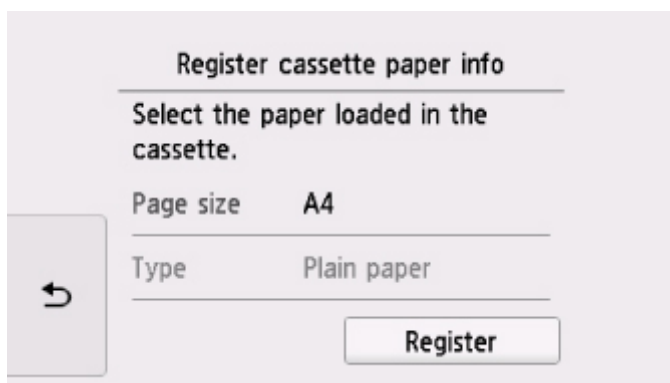 Register cassette paper info
Select the paper loaded in the
cassette.
Page size A4
Type Plain paper
Register